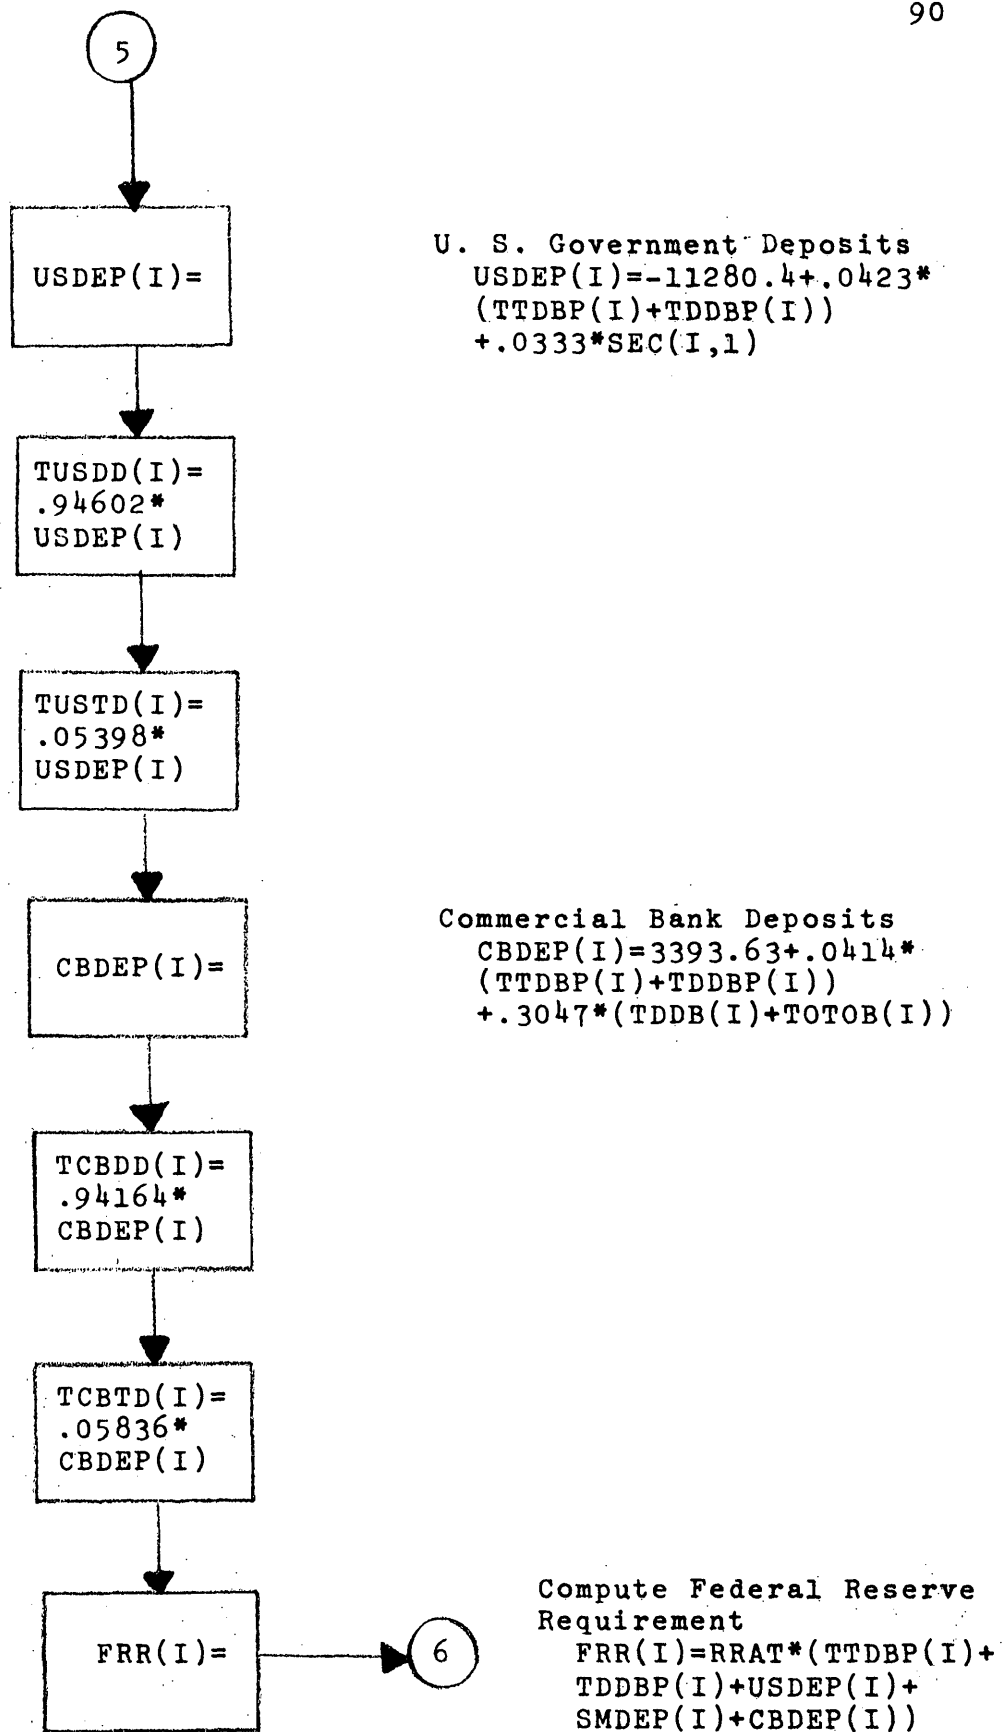 90
5
USDEP(I)=
U. S. Government Deposits
USDEP(I)=-11280.4+.0423*
(TTDBP(I)+TDDBP(I))
+.0333*SEC(I,1)
TUSDD(I)=
.94602*
USDEP(I)
TUSTD(I)=
.05398*
USDEP(I)
CBDEP(I)=
Commercial Bank Deposits
CBDEP(I)=3393.63+.0414*
(TTDBP(I)+TDDBP(I))
+.3047*(TDDB(I)+TOTOB(I))
TCBDD(I)=
.94164*
CBDEP(I)
TCBTD(I)=
.05836*
CBDEP(I)
FRR(I)=
6
Compute Federal Reserve
Requirement
FRR(I)=RRAT*(TTDBP(I)+
TDDBP(I)+USDEP(I)+
SMDEP(I)+CBDEP(I))